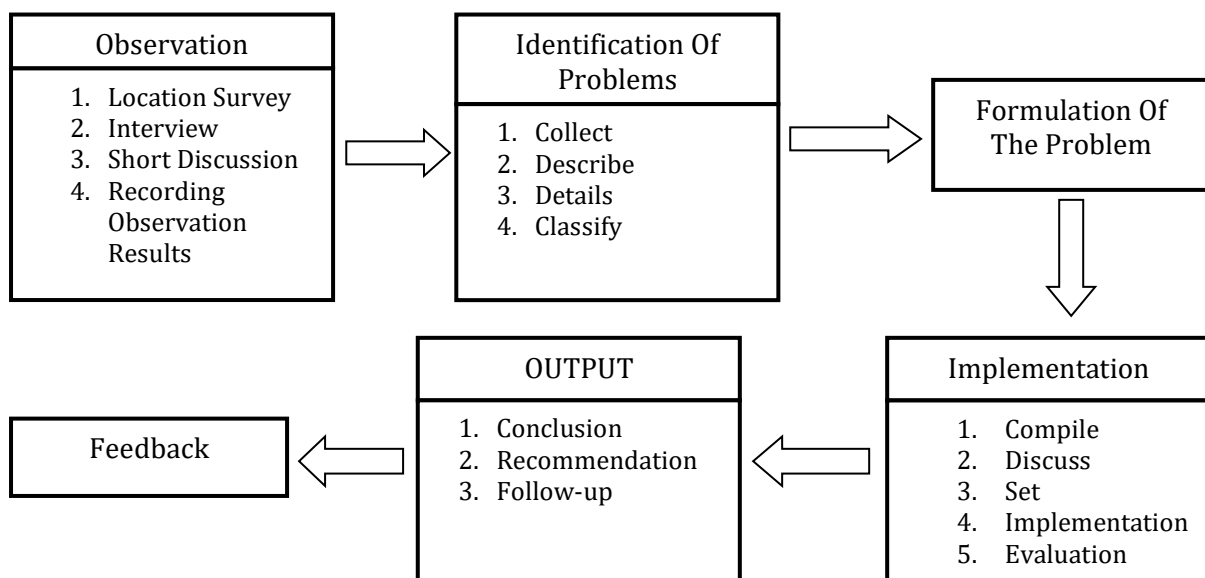 Observation
1. Location Survey
2. Interview
3. Short Discussion
4. Recording
Observation
Results
Identification Of
Problems
1. Collect
2. Describe
3. Details
4. Classify
Formulation Of
The Problem
Implementation
1. Compile
2. Discuss
3. Set
4. Implementation
5. Evaluation
OUTPUT
1. Conclusion
2. Recommendation
3. Follow-up
Feedback